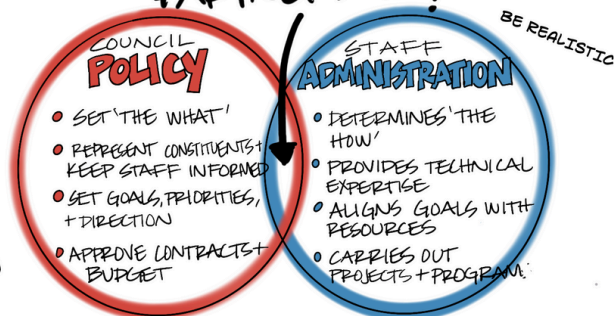 BE REALISTIC
COUNCIL
POLICY
• SET 'THE WHAT'
• REPRESENT CONSTITUENTS +
KEEP STAFF INFORMED
• SET GOALS, PRIORITIES,
+ DIRECTION
• APPROVE CONTRACTS +
BUDGET
STAFF
ADMINISTRATION
• DETERMINES 'THE
HOW'
• PROVIDES TECHNICAL
EXPERTISE
• ALIGNS GOALS WITH
RESOURCES
• CARRIES OUT
PROJECTS + PROGRAM